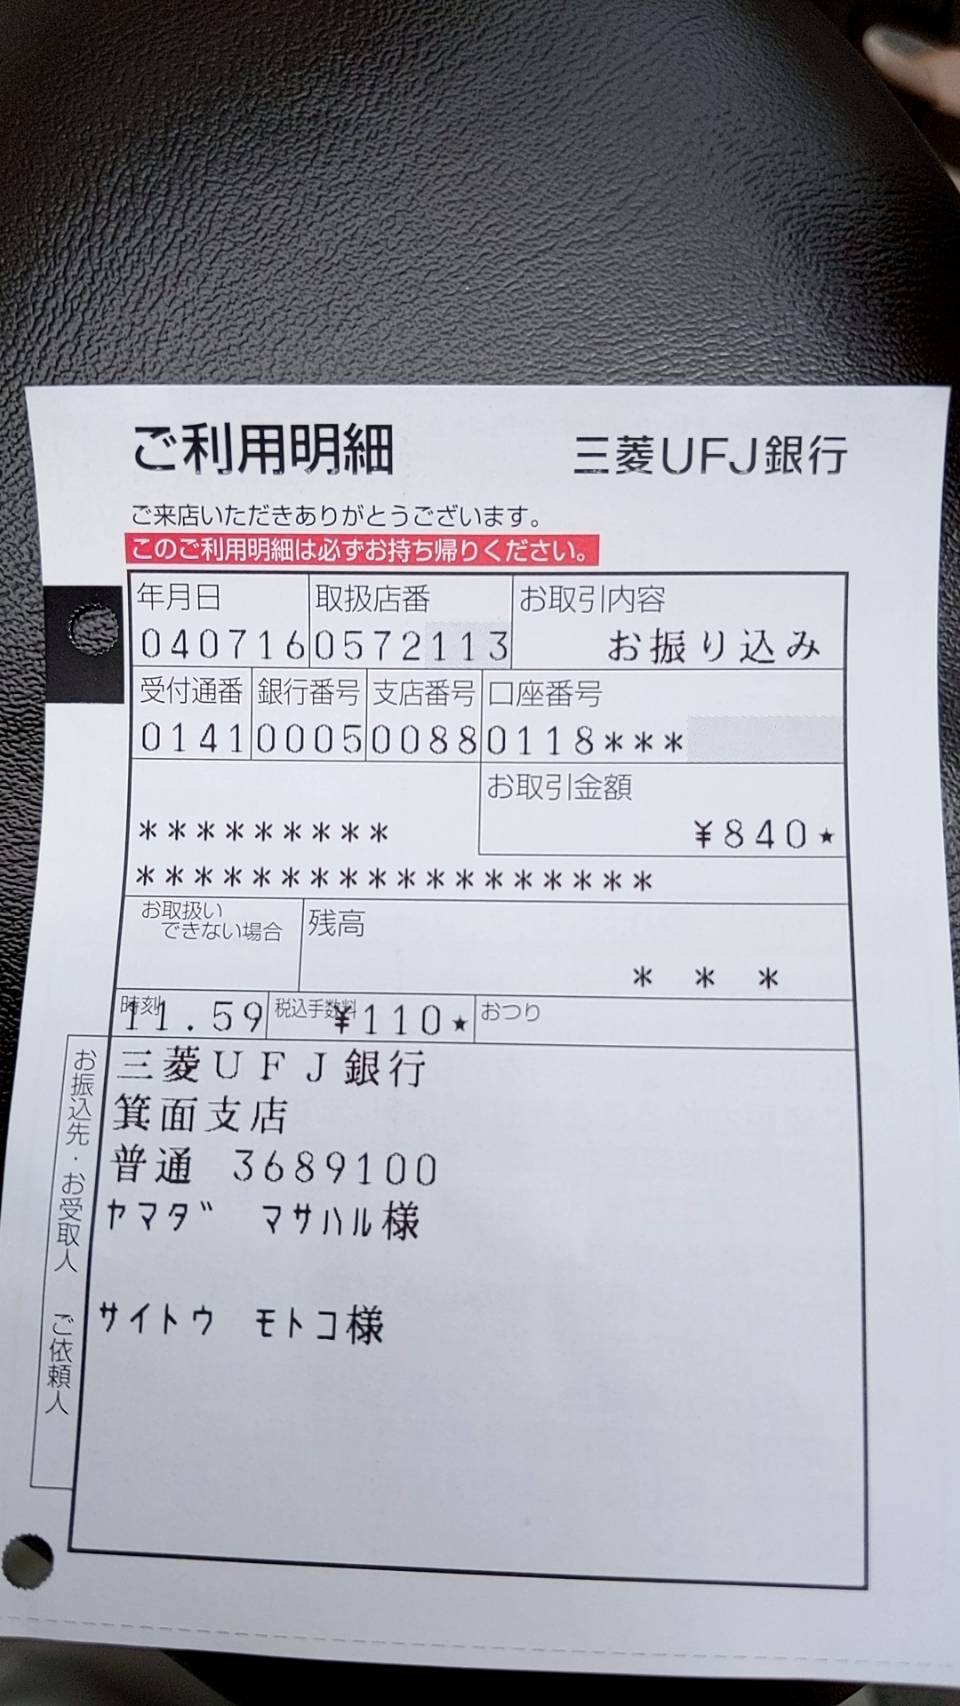 ご利用明細 三菱UFJ銀行
ご来店いただきありがとうございます。
このご利用明細は必ずお持ち帰りください。
年月日 取扱店番 お取引内容
040716 0572113 お振り込み
受付通番 銀行番号 支店番号 口座番号
0141 0005 0088 0118***
お取引金額
********* ¥840★
******************
お取扱いできない場合 残高
* * *
時刻 税込手数料 おつり
11.59 ¥110★
お振込先・お受取人
三菱UFJ銀行
箕面支店
普通 3689100
ヤマダ゛ マサハル様
ご依頼人
サイトウ モトコ様